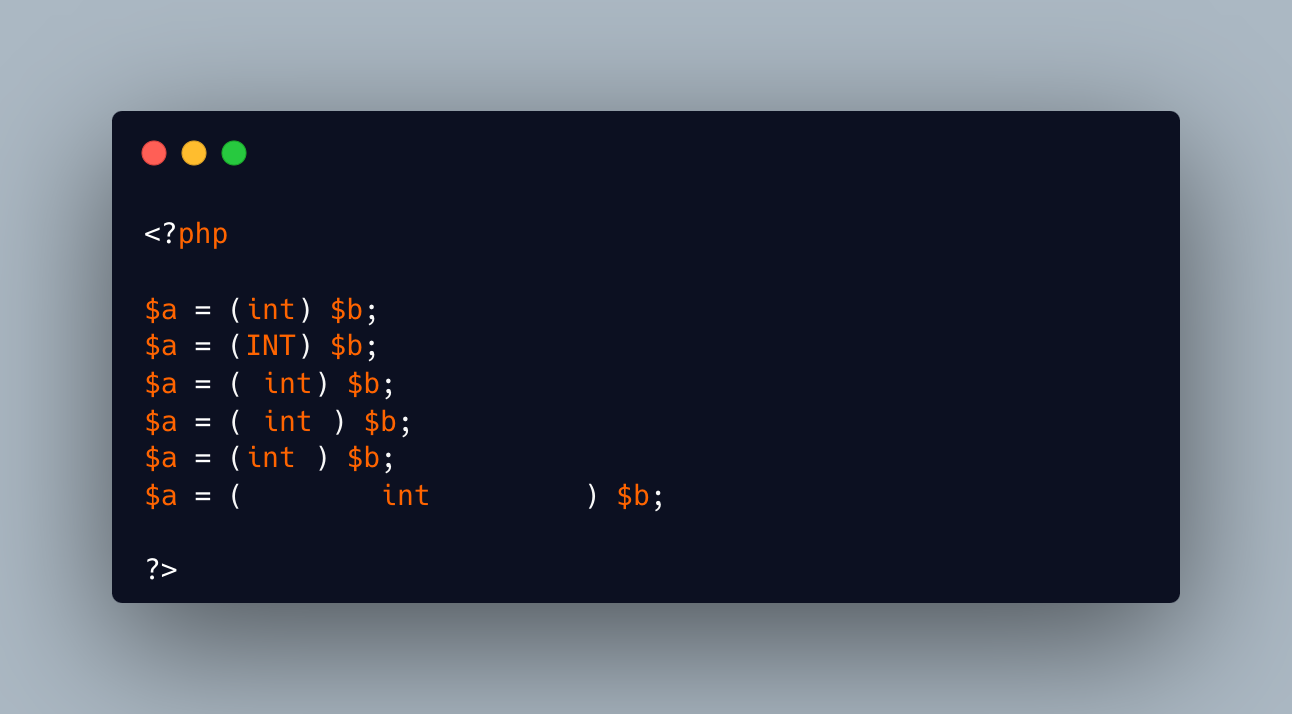 <?php
$a = (int) $b;
$a = (INT) $b;
$a = ( int) $b;
$a = ( int ) $b;
$a = (int ) $b;
$a = (        int         ) $b;
?>